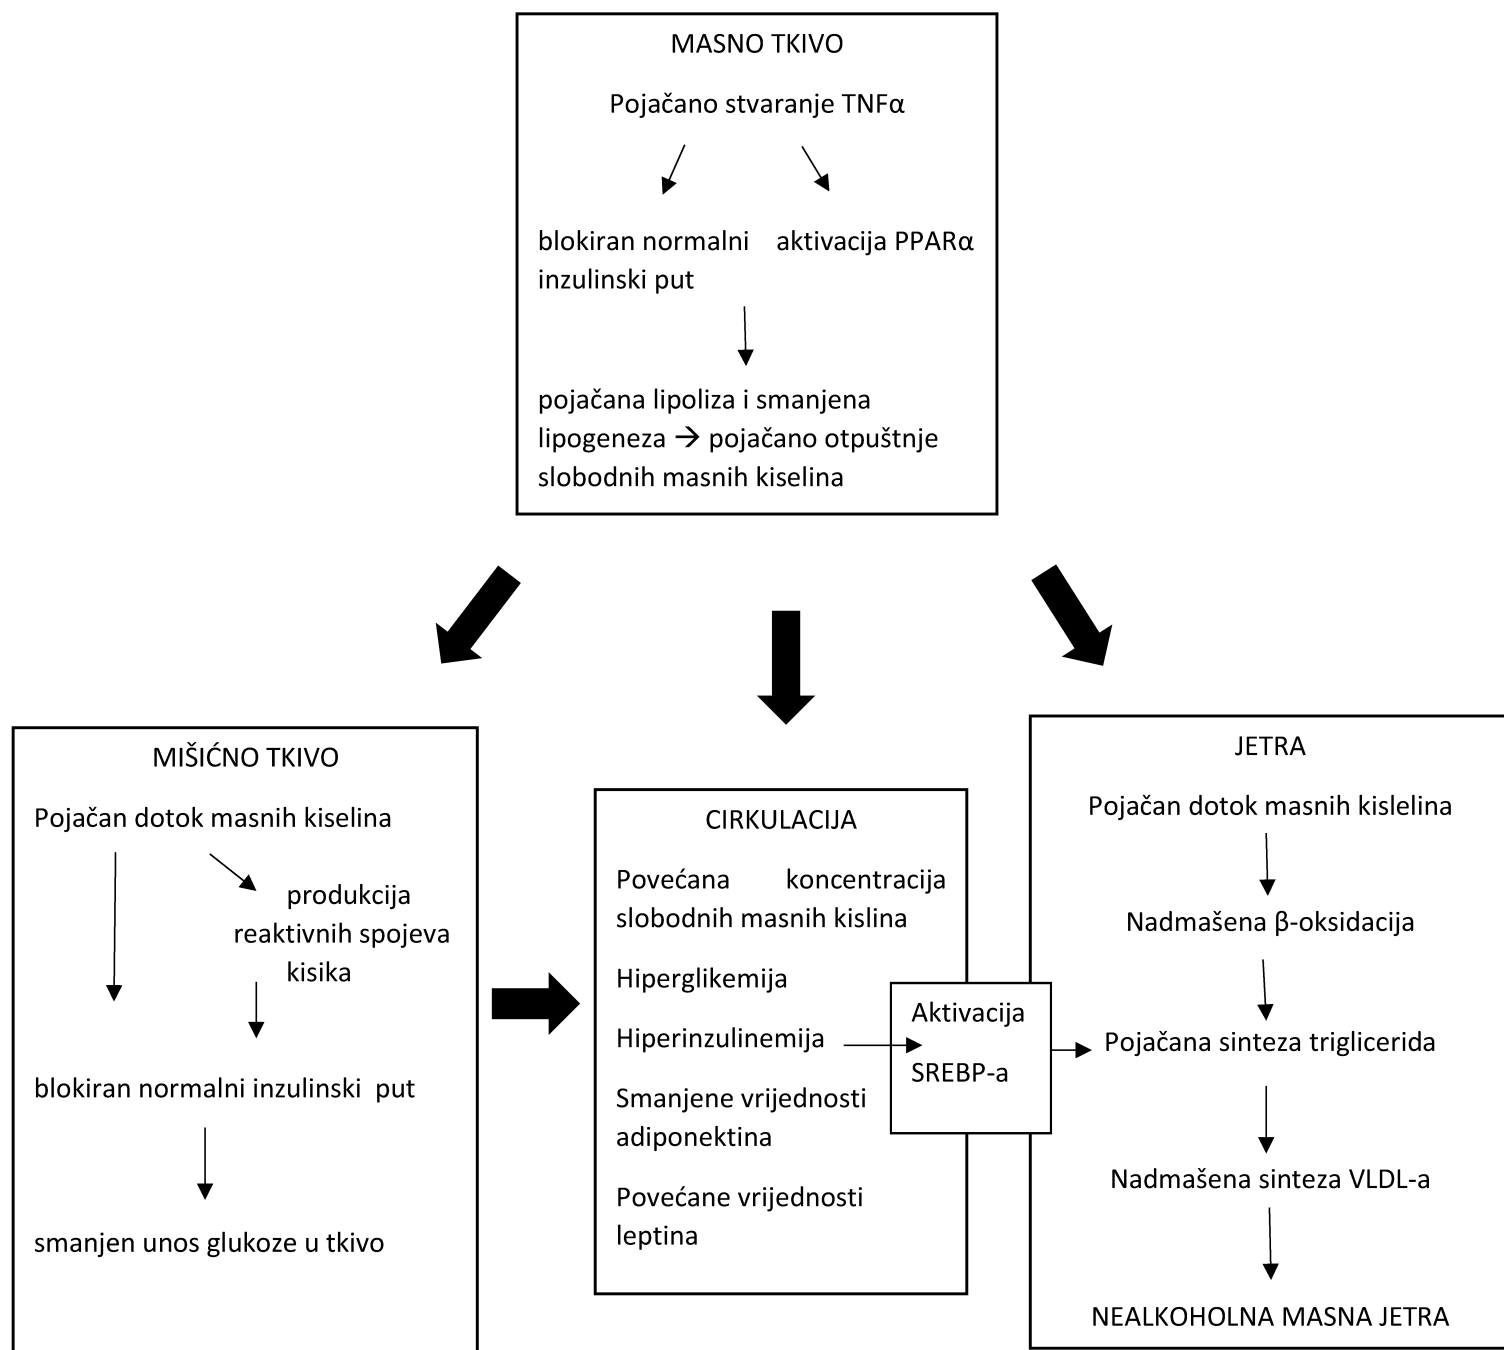 MASNO TKIVO
Pojačano stvaranje TNFα
blokiran normalni
inzulinski put
aktivacija PPARα
pojačana lipoliza i smanjena
lipogeneza → pojačano otpuštnje
slobodnih masnih kiselina
MIŠIĆNO TKIVO
Pojačan dotok masnih kiselina
produkcija
reaktivnih spojeva
kisika
blokiran normalni inzulinski put
smanjen unos glukoze u tkivo
CIRKULACIJA
Povećana koncentracija
slobodnih masnih kislina
Hiperglikemija
Hiperinzulinemija
Smanjene vrijednosti
adiponektina
Povećane vrijednosti
leptina
Aktivacija
SREBP-a
JETRA
Pojačan dotok masnih kislelina
Nadmašena β-oksidacija
Pojačana sinteza triglicerida
Nadmašena sinteza VLDL-a
NEALKOHOLNA MASNA JETRA